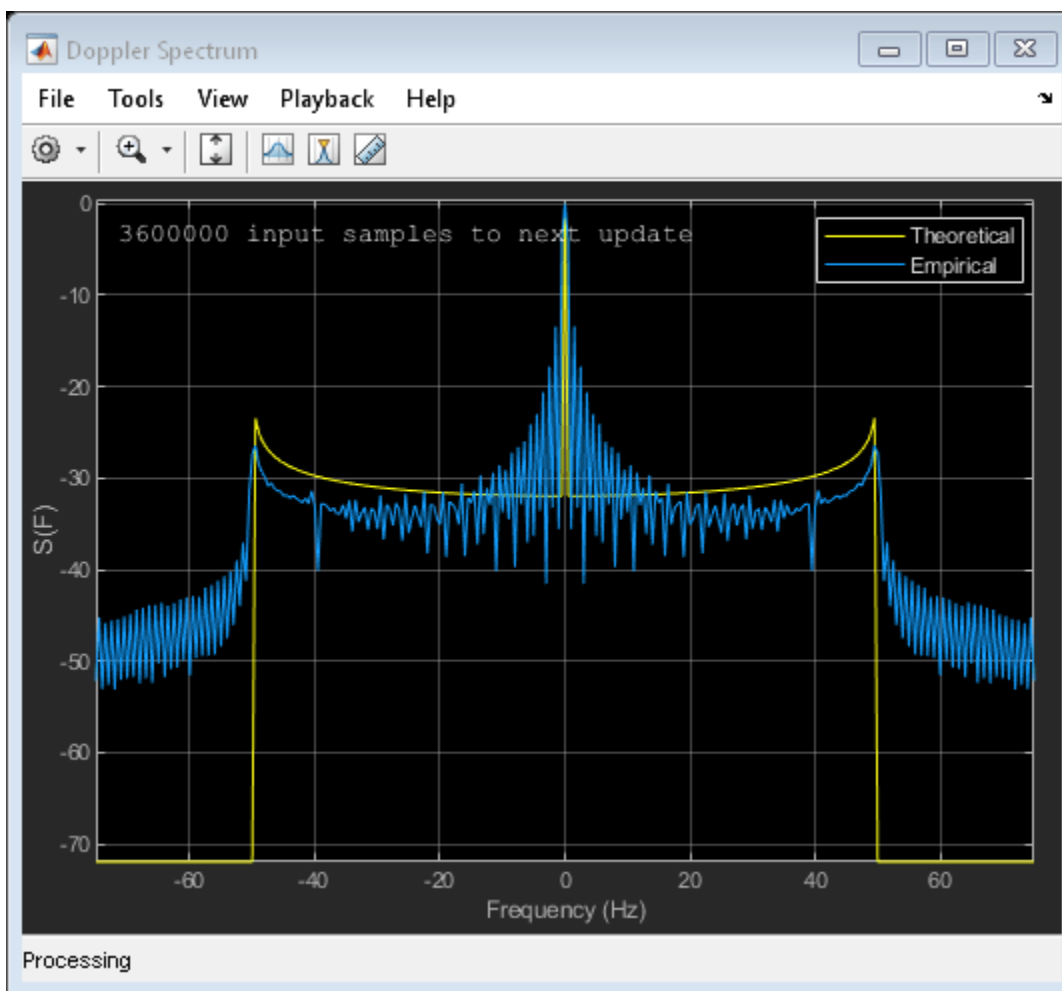 Doppler Spectrum
File Tools View Playback Help
3600000 input samples to next update
Theoretical
Empirical
0
-10
-20
-30
-40
-50
-60
-70
S(F)
-60 -40 -20 0 20 40 60
Frequency (Hz)
Processing